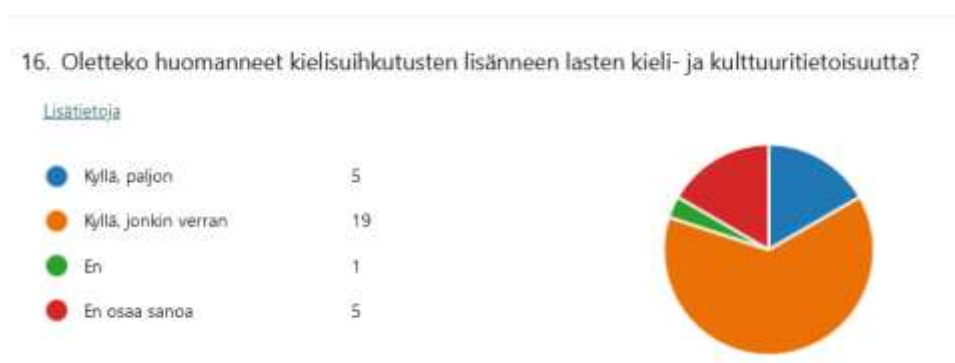 16. Oletteko huomanneet kielisuihkutusten lisänneen lasten kieli- ja kulttuuritietoisuutta?
Lisätietoja
Kyllä, paljon 5
Kyllä, jonkin verran 19
En 1
En osaa sanoa 5